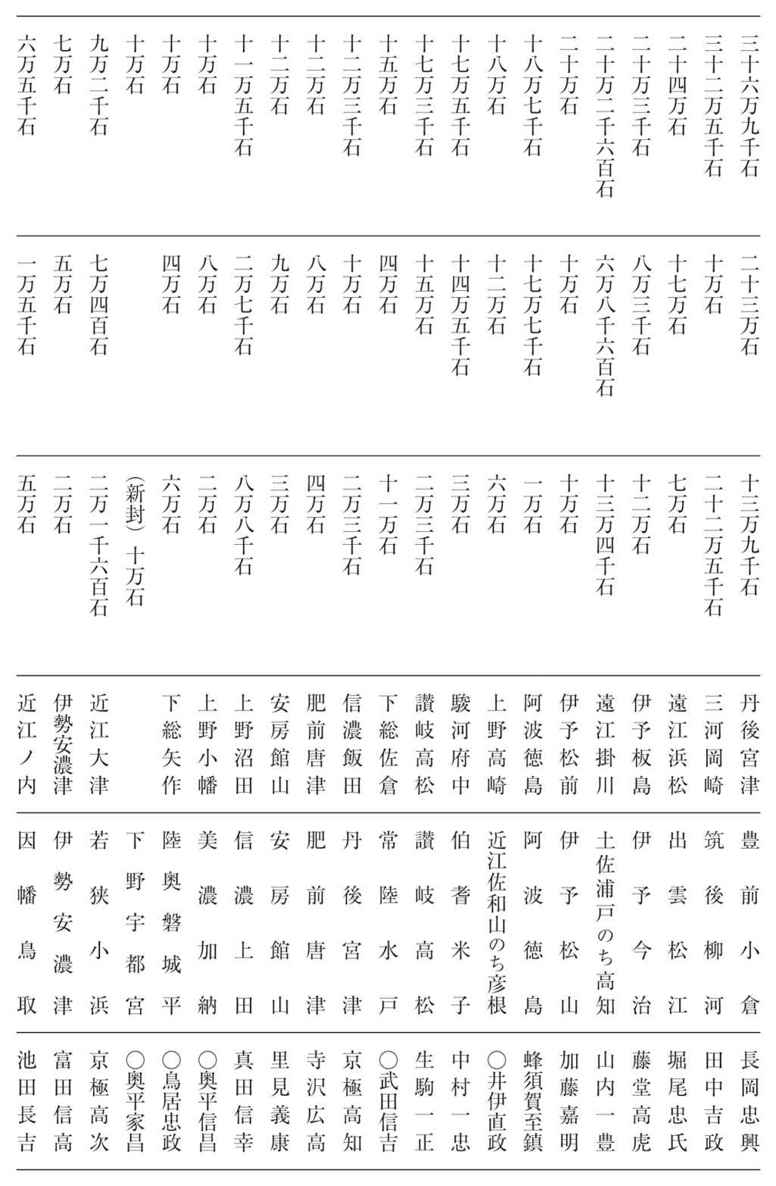 三十六万九千石 二十三万石 十三万九千石 丹後宮津 豊前小倉 長岡忠興
三十二万五千石 十万石 二十二万五千石 三河岡崎 筑後柳河 田中吉政
二十四万石 十七万石 七万石 遠江浜松 出雲松江 堀尾忠氏
二十万三千石 八万三千石 十二万石 伊予板島 伊予今治 藤堂高虎
二十万二千六百石 六万八千六百石 十三万四千石 遠江掛川 土佐浦戸のち高知 山内一豊
二十万石 十万石 十万石 伊予松前 伊予松山 加藤嘉明
十八万七千石 十七万七千石 一万石 阿波徳島 阿波徳島 蜂須賀至鎮
十八万石 十二万石 六万石 上野高崎 近江佐和山のち彦根 ○井伊直政
十七万五千石 十四万五千石 三万石 駿河府中 伯耆米子 中村一忠
十七万三千石 十五万石 二万三千石 讚岐高松 讚岐高松 生駒一正
十五万石 四万石 十一万石 下総佐倉 常陸水戸 ○武田信吉
十二万三千石 十万石 二万三千石 信濃飯田 丹後宮津 京極高知
十二万石 八万石 四万石 肥前唐津 肥前唐津 寺沢広高
十二万石 九万石 三万石 安房館山 安房館山 里見義康
十一万五千石 二万七千石 八万八千石 上野沼田 信濃上田 真田信幸
十万石 八万石 二万石 上野小幡 美濃加納 ○奥平信昌
十万石 四万石 六万石 下総矢作 陸奥磐城平 ○鳥居忠政
十万石 (新封)十万石 下野宇都宮 ○奥平家昌
九万二千石 七万四百石 二万一千六百石 近江大津 若狭小浜 京極高次
七万石 五万石 二万石 伊勢安濃津 伊勢安濃津 富田信高
六万五千石 一万五千石 五万石 近江ノ内 因幡鳥取 池田長吉